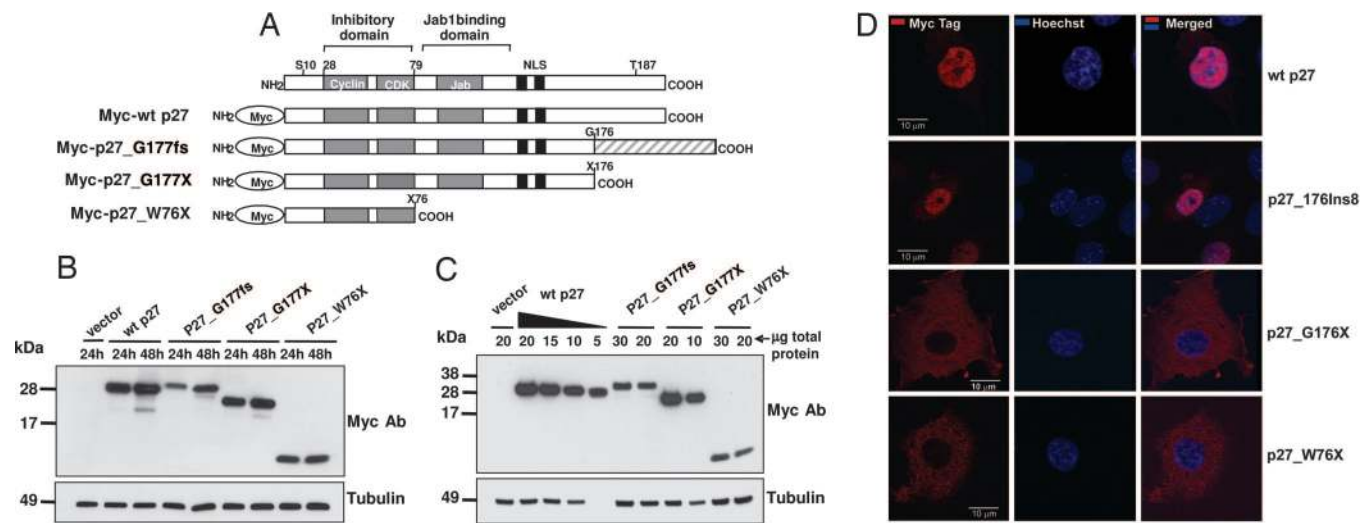 A
Inhibitory
domain
Jab1binding
domain
S10 28 79 NLS T187
NH2 Cyclin CDK Jab COOH
Myc-wt p27 NH2 Myc COOH
G176
Myc-p27_G177fs NH2 Myc COOH
X176
Myc-p27_G177X NH2 Myc COOH
X76
Myc-p27_W76X NH2 Myc COOH
B
vector wt p27 P27_G177fs P27_G177X P27_W76X
kDa 24h 24h 48h 24h 48h 24h 48h 24h 48h
28
17
Myc Ab
49
Tubulin
C
vector wt p27 P27_G177fs P27_G177X P27_W76X
kDa 20 20 15 10 5 30 20 20 10 30 20 µg total
protein
38
28
17
Myc Ab
49
Tubulin
D
Myc Tag Hoechst Merged
wt p27
10 µm
p27_176Ins8
10 µm
p27_G176X
10 µm
p27_W76X
10 µm